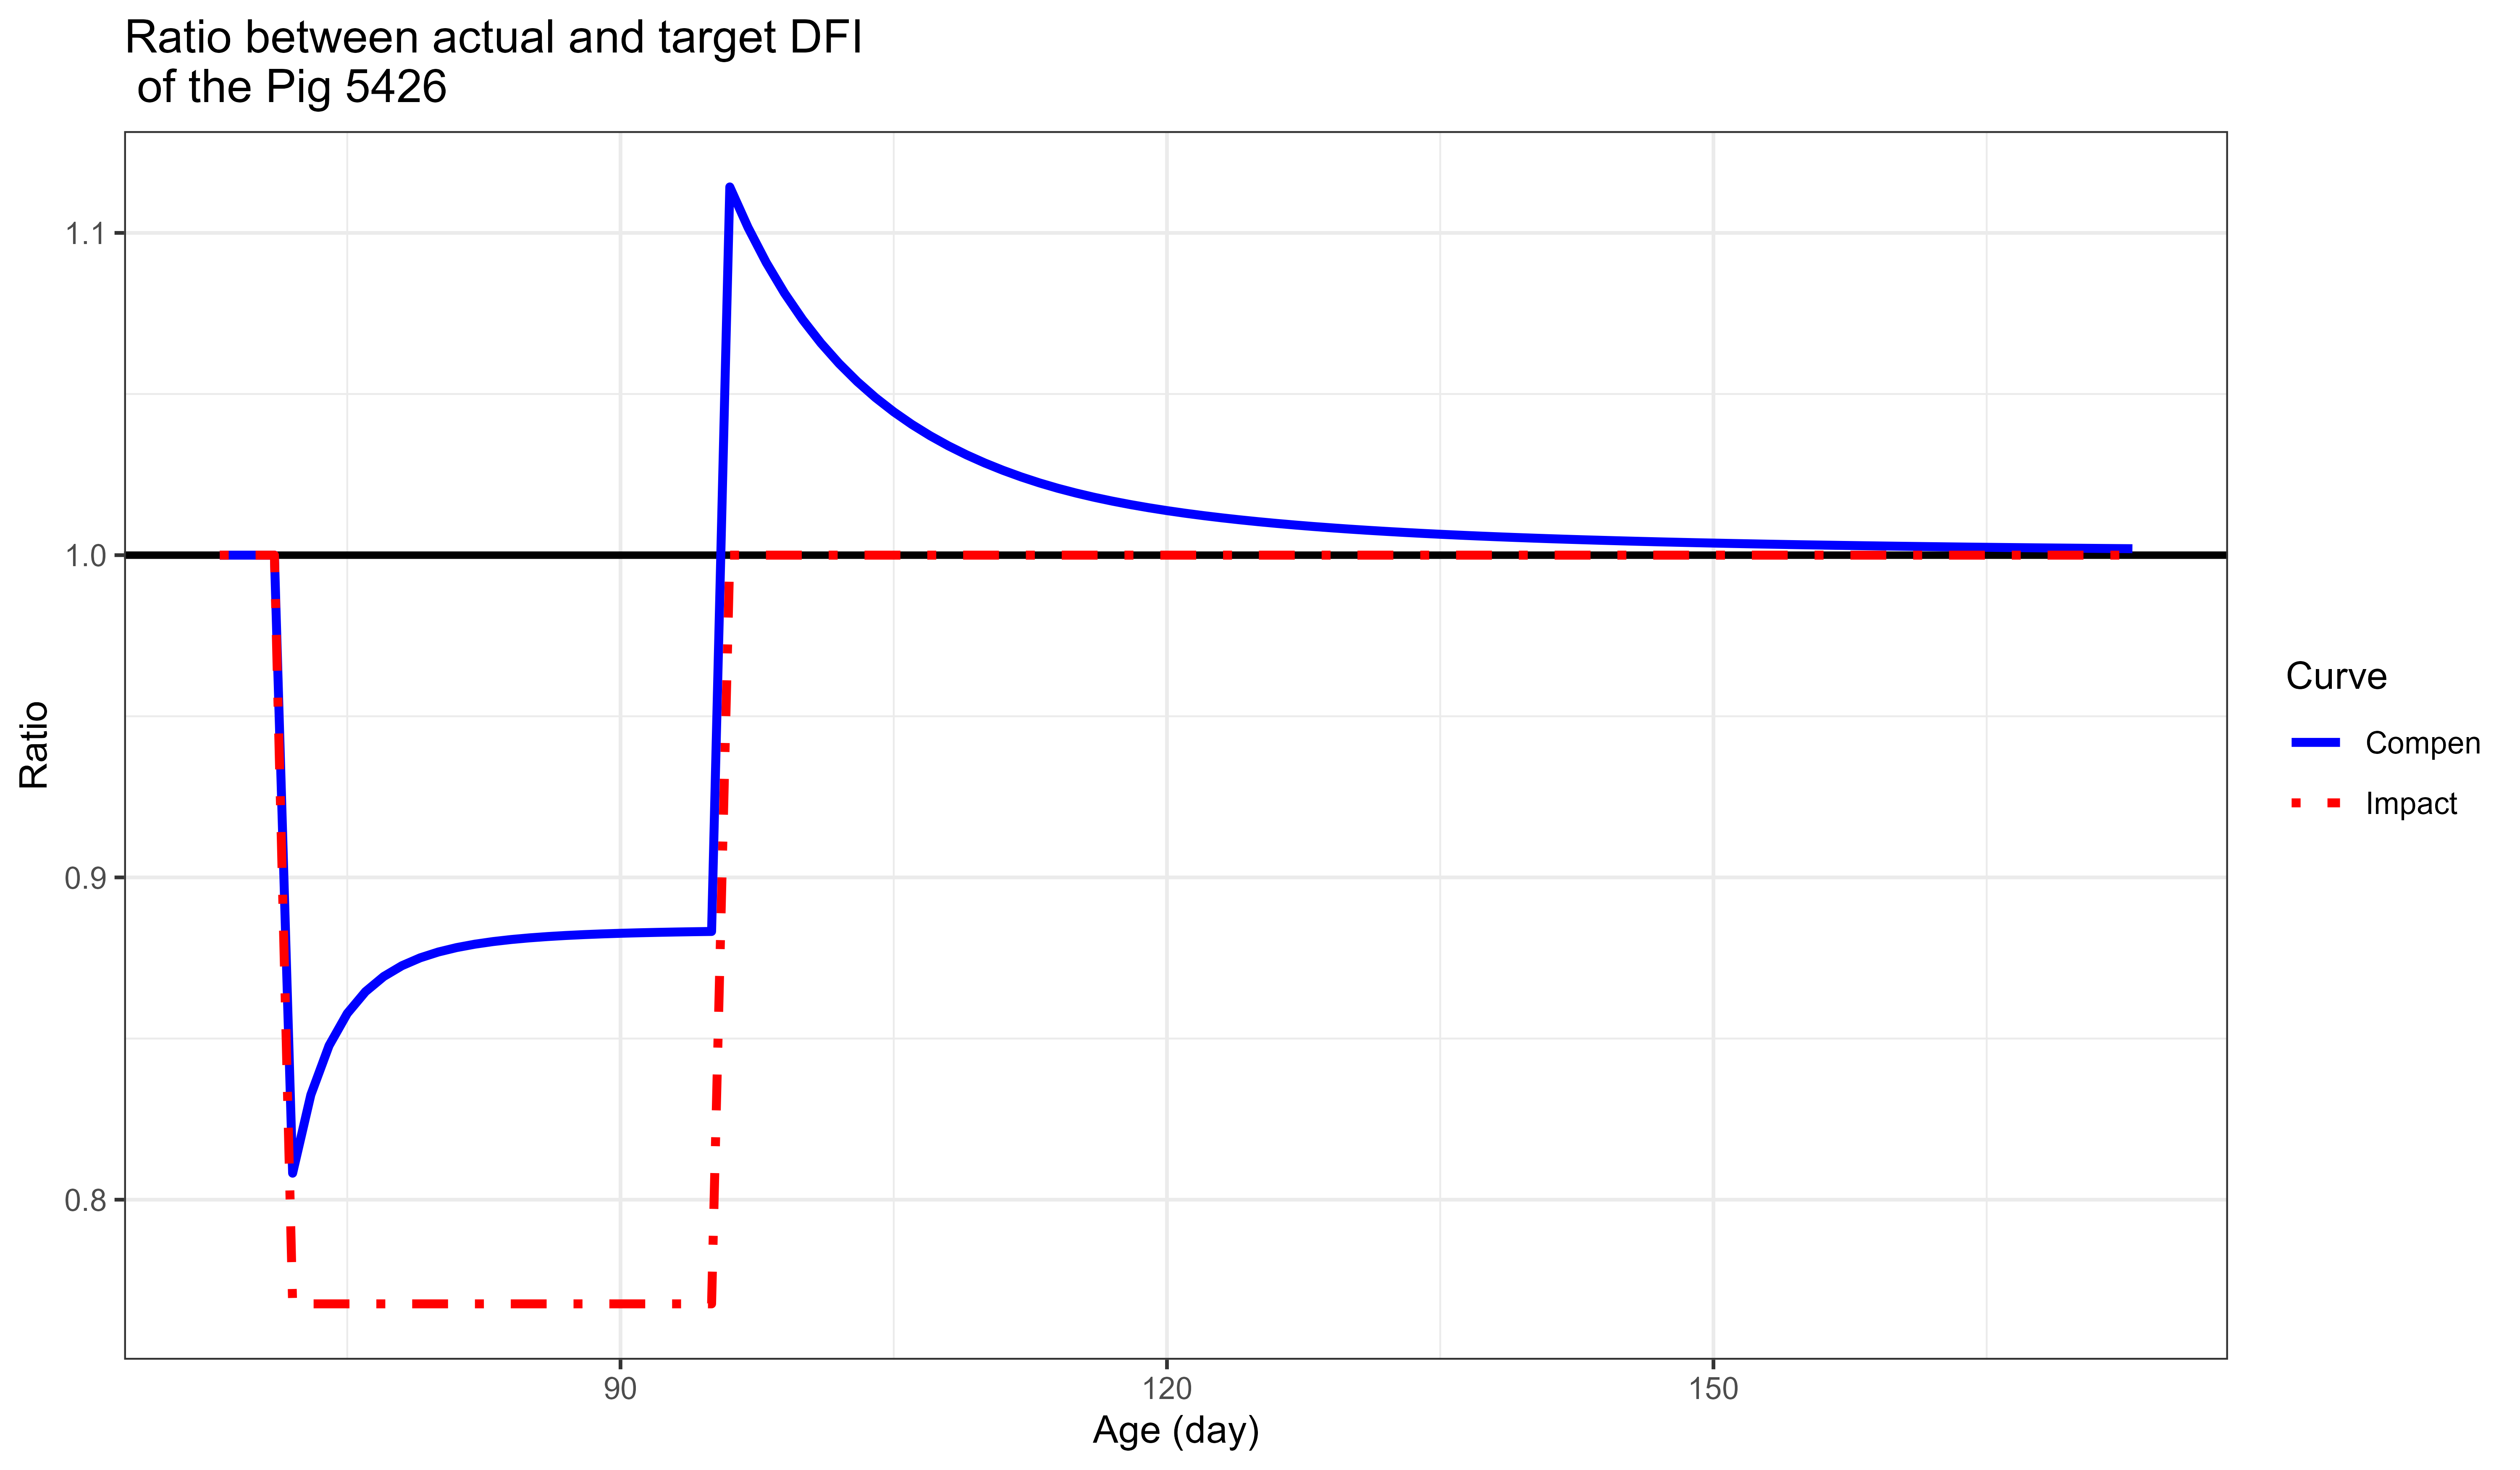 Ratio between actual and target DFI
of the Pig 5426
1.1
1.0
0.9
0.8
Ratio
90
120
150
Age (day)
Curve
Compen
Impact